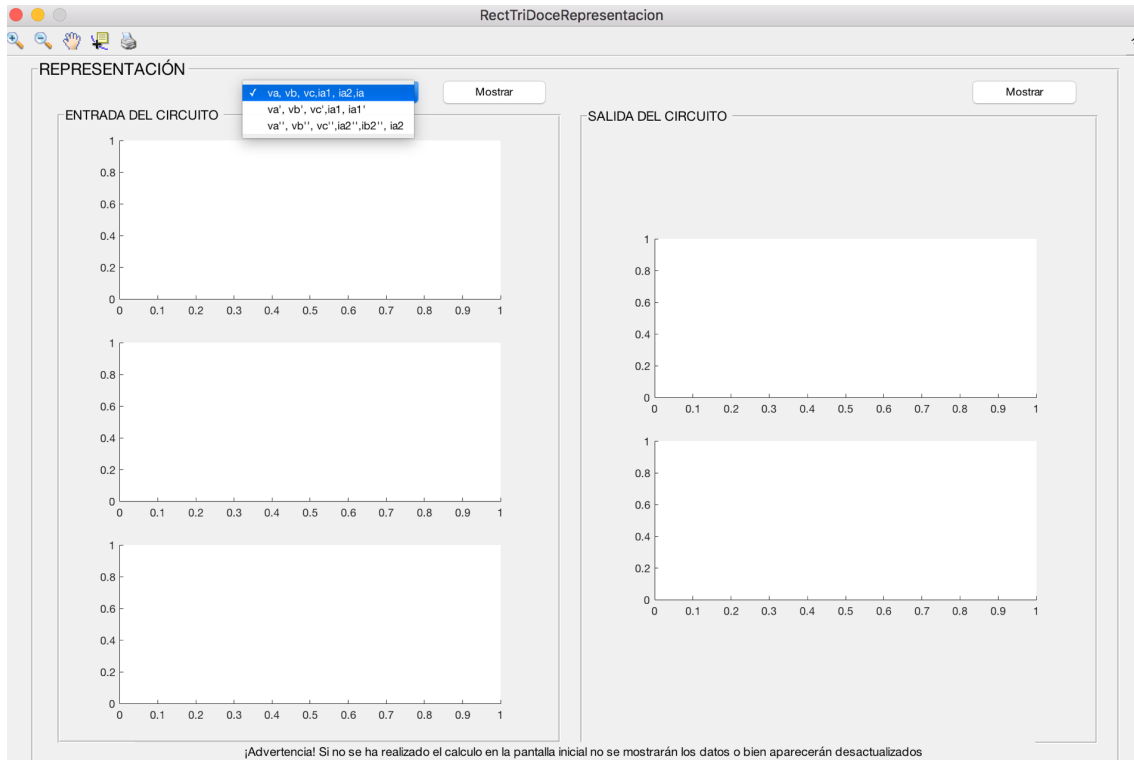 RectTriDoceRepresentacion
REPRESENTACIÓN
✓ va, vb, vc,ia1, ia2,ia
va', vb', vc',ia1, ia1'
va'', vb'', vc'',ia2'',ib2'', ia2
Mostrar
Mostrar
ENTRADA DEL CIRCUITO
1
0.8
0.6
0.4
0.2
0
0 0.1 0.2 0.3 0.4 0.5 0.6 0.7 0.8 0.9 1
1
0.8
0.6
0.4
0.2
0
0 0.1 0.2 0.3 0.4 0.5 0.6 0.7 0.8 0.9 1
1
0.8
0.6
0.4
0.2
0
0 0.1 0.2 0.3 0.4 0.5 0.6 0.7 0.8 0.9 1
SALIDA DEL CIRCUITO
1
0.8
0.6
0.4
0.2
0
0 0.1 0.2 0.3 0.4 0.5 0.6 0.7 0.8 0.9 1
1
0.8
0.6
0.4
0.2
0
0 0.1 0.2 0.3 0.4 0.5 0.6 0.7 0.8 0.9 1
¡Advertencia! Si no se ha realizado el calculo en la pantalla inicial no se mostrarán los datos o bien aparecerán desactualizados